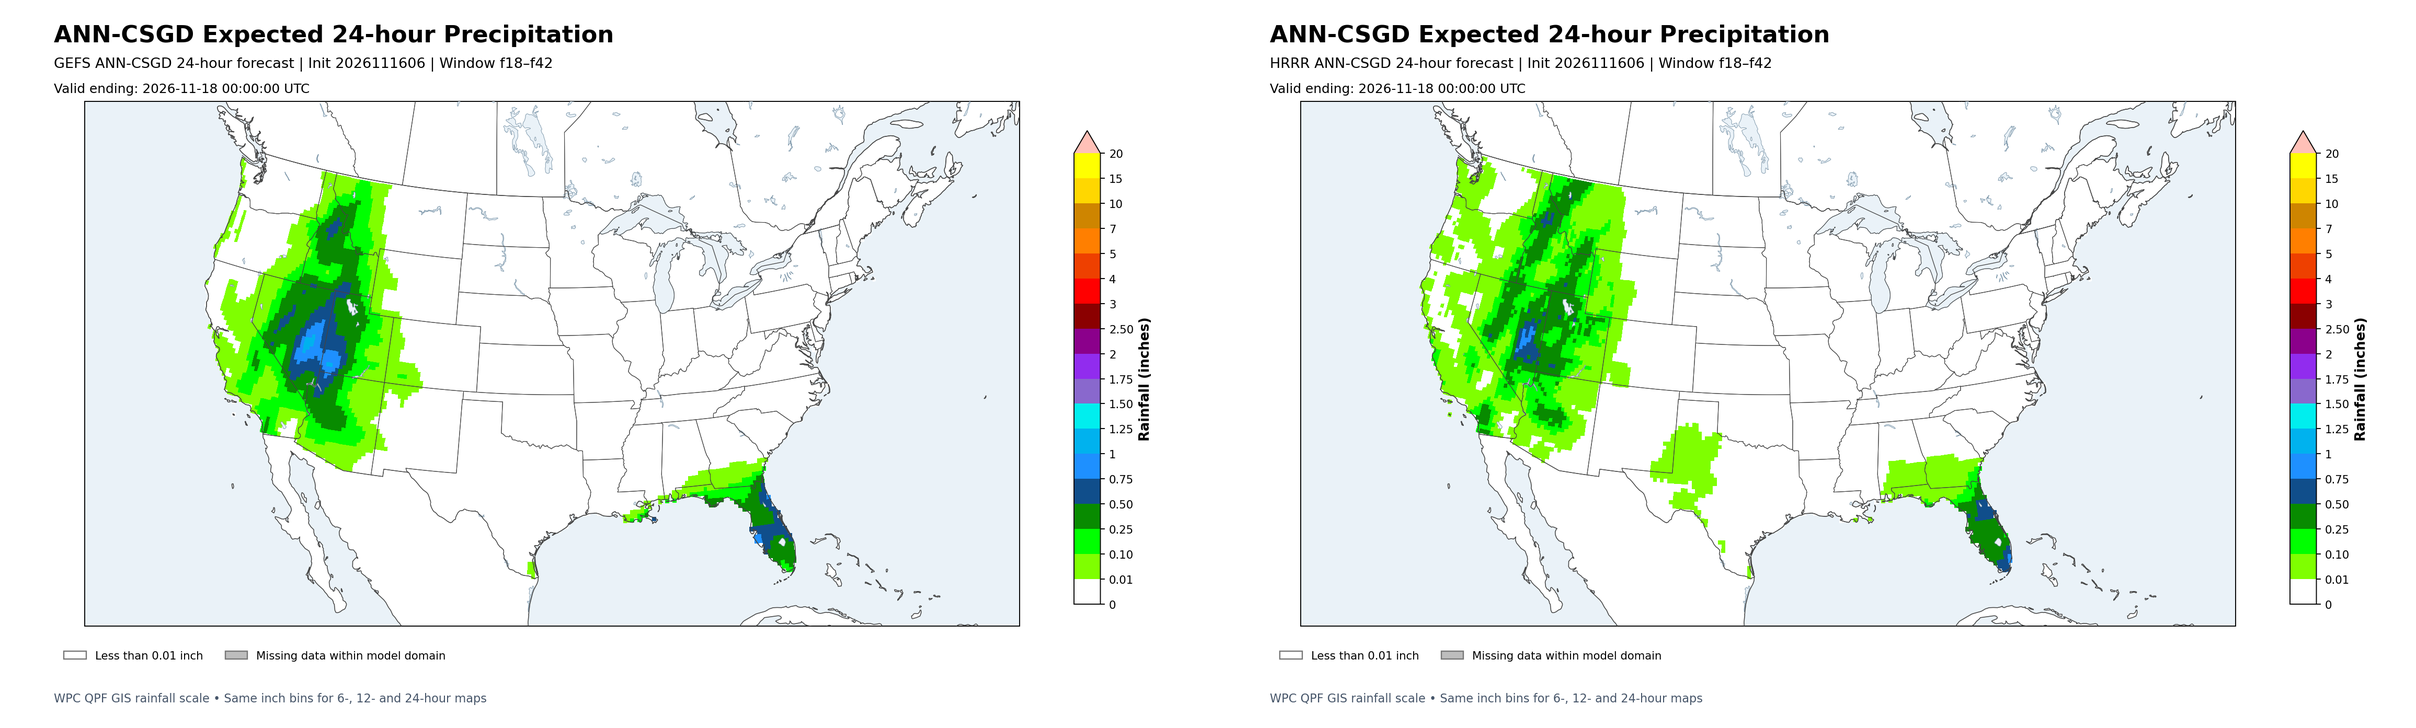 ANN-CSGD Expected 24-hour Precipitation
GEFS ANN-CSGD 24-hour forecast | Init 2026111606 | Window f18–f42
Valid ending: 2026-11-18 00:00:00 UTC
20
15
10
7
5
4
3
2.50
2
1.75
1.50
1.25
1
0.75
0.50
0.25
0.10
0.01
0
Rainfall (inches)
Less than 0.01 inch
Missing data within model domain
WPC QPF GIS rainfall scale • Same inch bins for 6-, 12- and 24-hour maps
ANN-CSGD Expected 24-hour Precipitation
HRRR ANN-CSGD 24-hour forecast | Init 2026111606 | Window f18–f42
Valid ending: 2026-11-18 00:00:00 UTC
20
15
10
7
5
4
3
2.50
2
1.75
1.50
1.25
1
0.75
0.50
0.25
0.10
0.01
0
Rainfall (inches)
Less than 0.01 inch
Missing data within model domain
WPC QPF GIS rainfall scale • Same inch bins for 6-, 12- and 24-hour maps